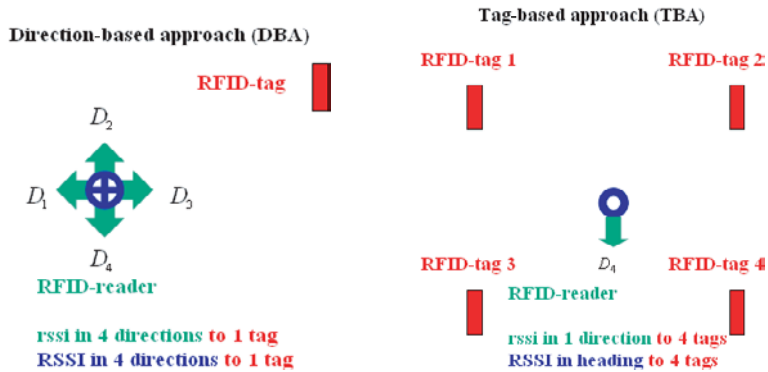 Direction-based approach (DBA)
RFID-tag
D₂
D₁
D₃
D₄
RFID-reader
rssi in 4 directions to 1 tag
RSSI in 4 directions to 1 tag
Tag-based approach (TBA)
RFID-tag 1
RFID-tag 2
RFID-tag 3
D₄
RFID-tag 4
RFID-reader
rssi in 1 direction to 4 tags
RSSI in heading to 4 tags